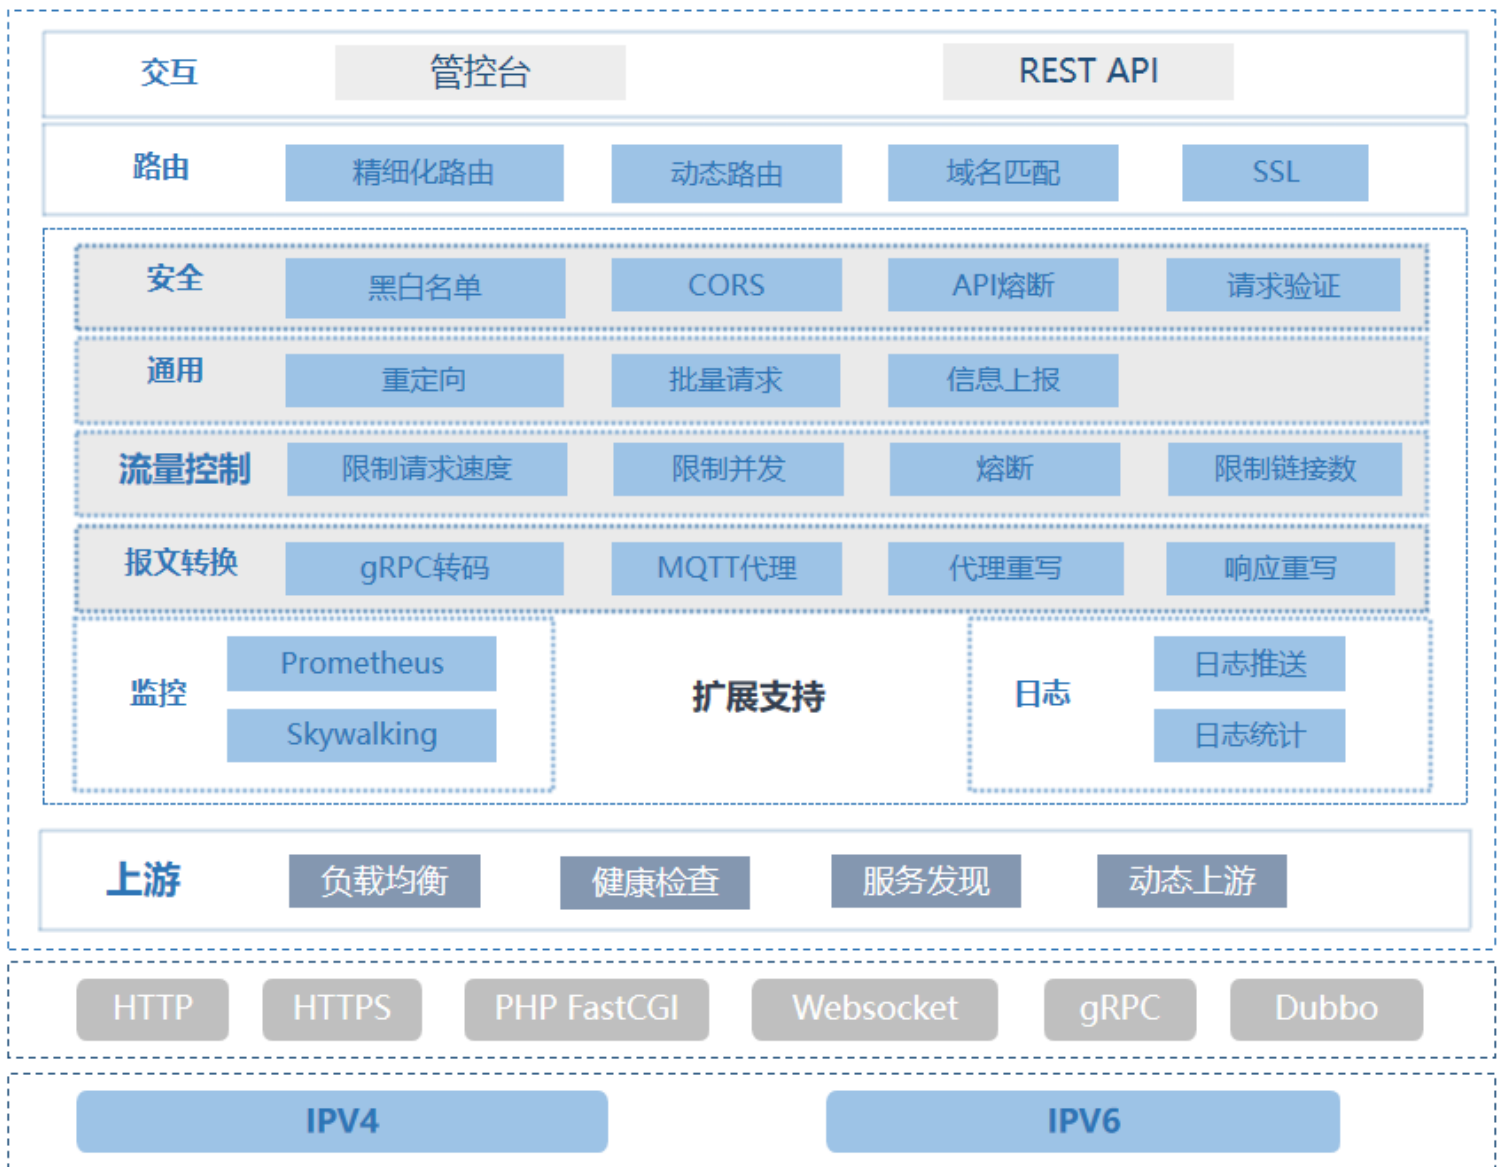 交互 管控台 REST API
路由 精细化路由 动态路由 域名匹配 SSL
安全 黑白名单 CORS API熔断 请求验证
通用 重定向 批量请求 信息上报
流量控制 限制请求速度 限制并发 熔断 限制链接数
报文转换 gRPC转码 MQTT代理 代理重写 响应重写
监控
Prometheus
Skywalking
扩展支持
日志
日志推送
日志统计
上游 负载均衡 健康检查 服务发现 动态上游
HTTP HTTPS PHP FastCGI Websocket gRPC Dubbo
IPV4 IPV6